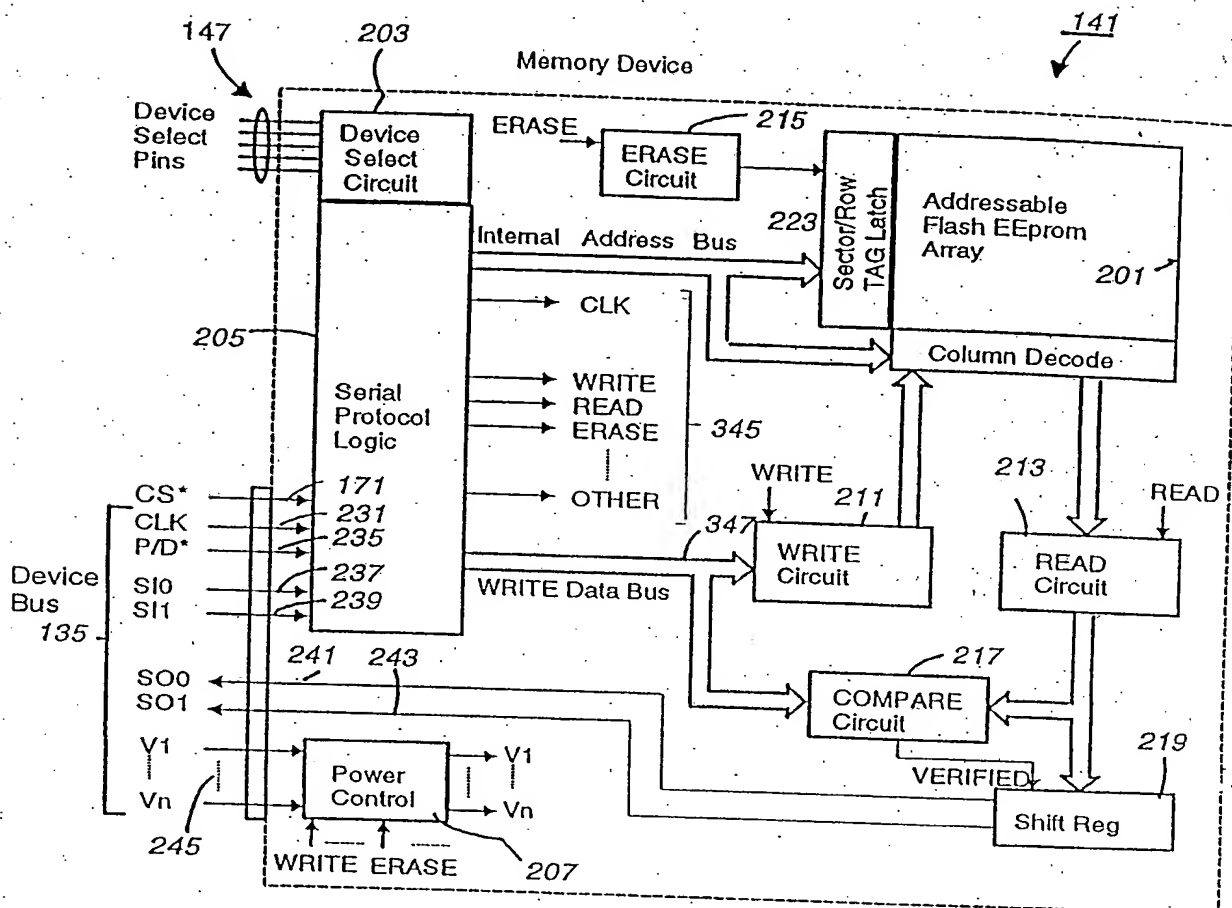 147
203
141
Memory Device
Device
Select
Pins
Device
Select
Circuit
ERASE
215
ERASE
Circuit
223
Sector/Row
TAG Latch
Addressable
Flash EEprom
Array
201
Internal Address Bus
CLK
205
Column Decode
Serial
Protocol
Logic
WRITE
READ
ERASE
345
OTHER
WRITE
211
213
READ
CS*
171
CLK
231
P/D*
235
SI0
237
SI1
239
347
WRITE
Circuit
READ
Circuit
WRITE Data Bus
Device
Bus
135
SO0
241
243
SO1
217
COMPARE
Circuit
219
VERIFIED
Shift Reg
V1
Vn
245
Power
Control
V1
Vn
WRITE
ERASE
207